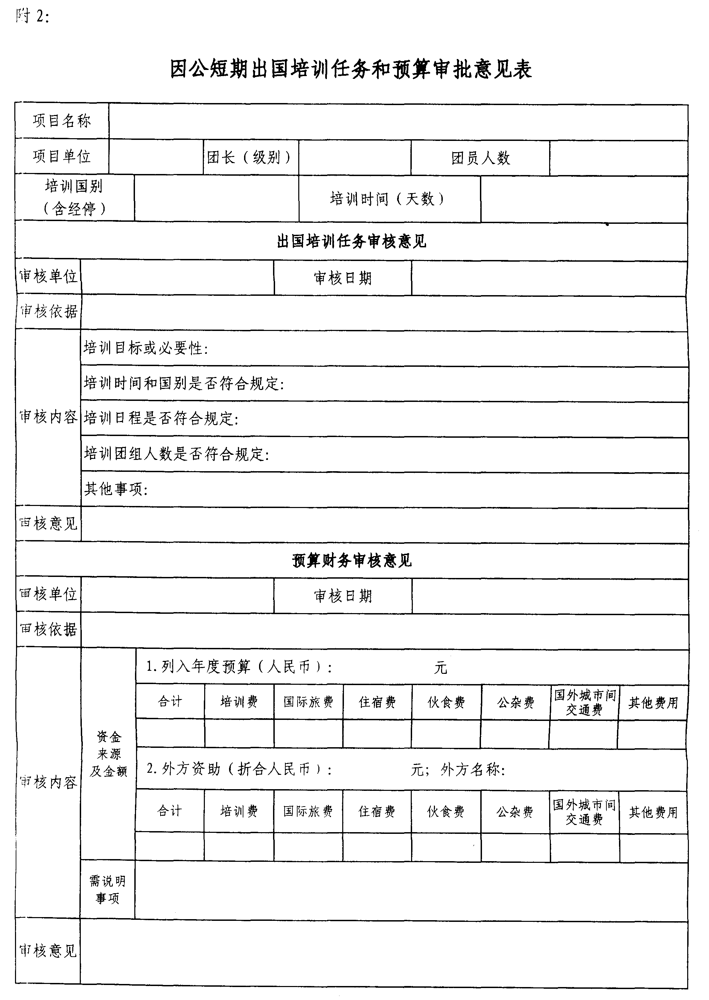 附 2:
因公短期出国培训任务和预算审批意见表
项目名称
项目单位 团长（级别） 团员人数
培训国别
（含经停）
培训时间（天数）
出国培训任务审核意见
审核单位 审核日期
审核依据
审核内容
培训目标或必要性:
培训时间和国别是否符合规定:
培训日程是否符合规定:
培训团组人数是否符合规定:
其他事项:
审核意见
预算财务审核意见
审核单位 审核日期
审核依据
审核内容
资金
来源
及金额
1. 列入年度预算（人民币）: 元
合计 培训费 国际旅费 住宿费 伙食费 公杂费 国外城市间
交通费 其他费用
2. 外方资助（折合人民币）: 元; 外方名称:
合计 培训费 国际旅费 住宿费 伙食费 公杂费 国外城市间
交通费 其他费用
需说明
事项
审核意见